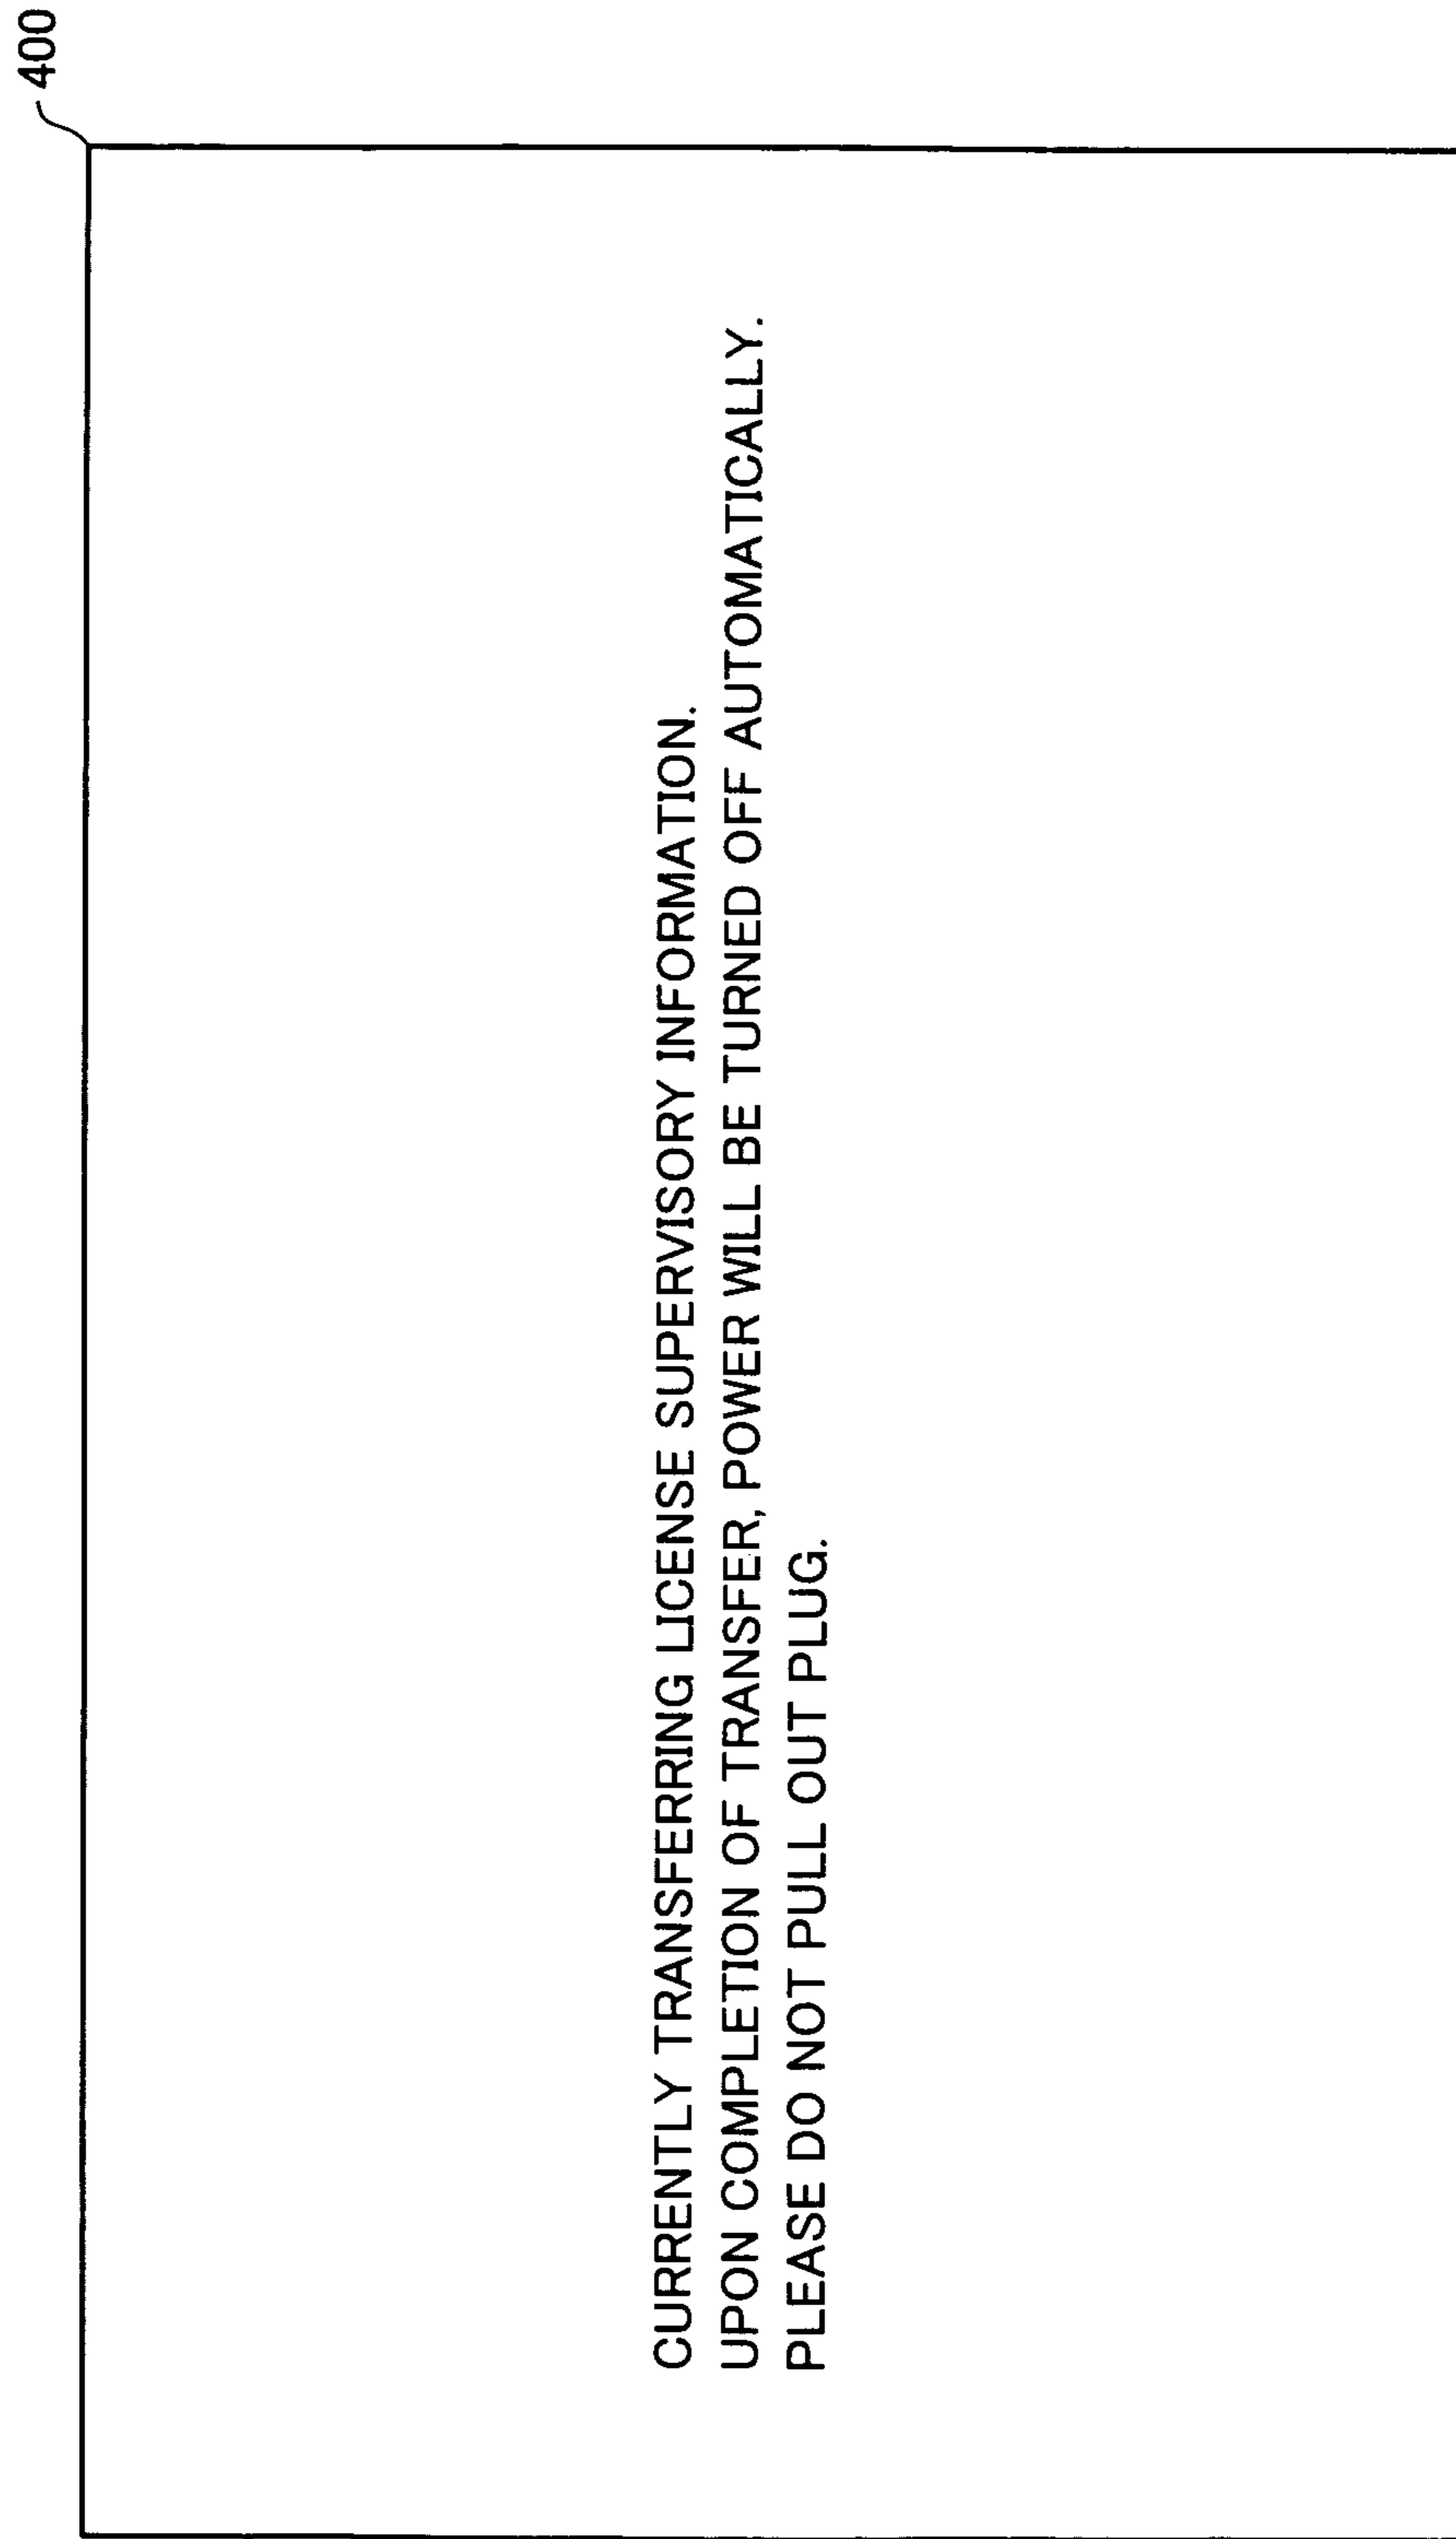 400
CURRENTLY TRANSFERRING LICENSE SUPERVISORY INFORMATION.
UPON COMPLETION OF TRANSFER, POWER WILL BE TURNED OFF AUTOMATICALLY.
PLEASE DO NOT PULL OUT PLUG.